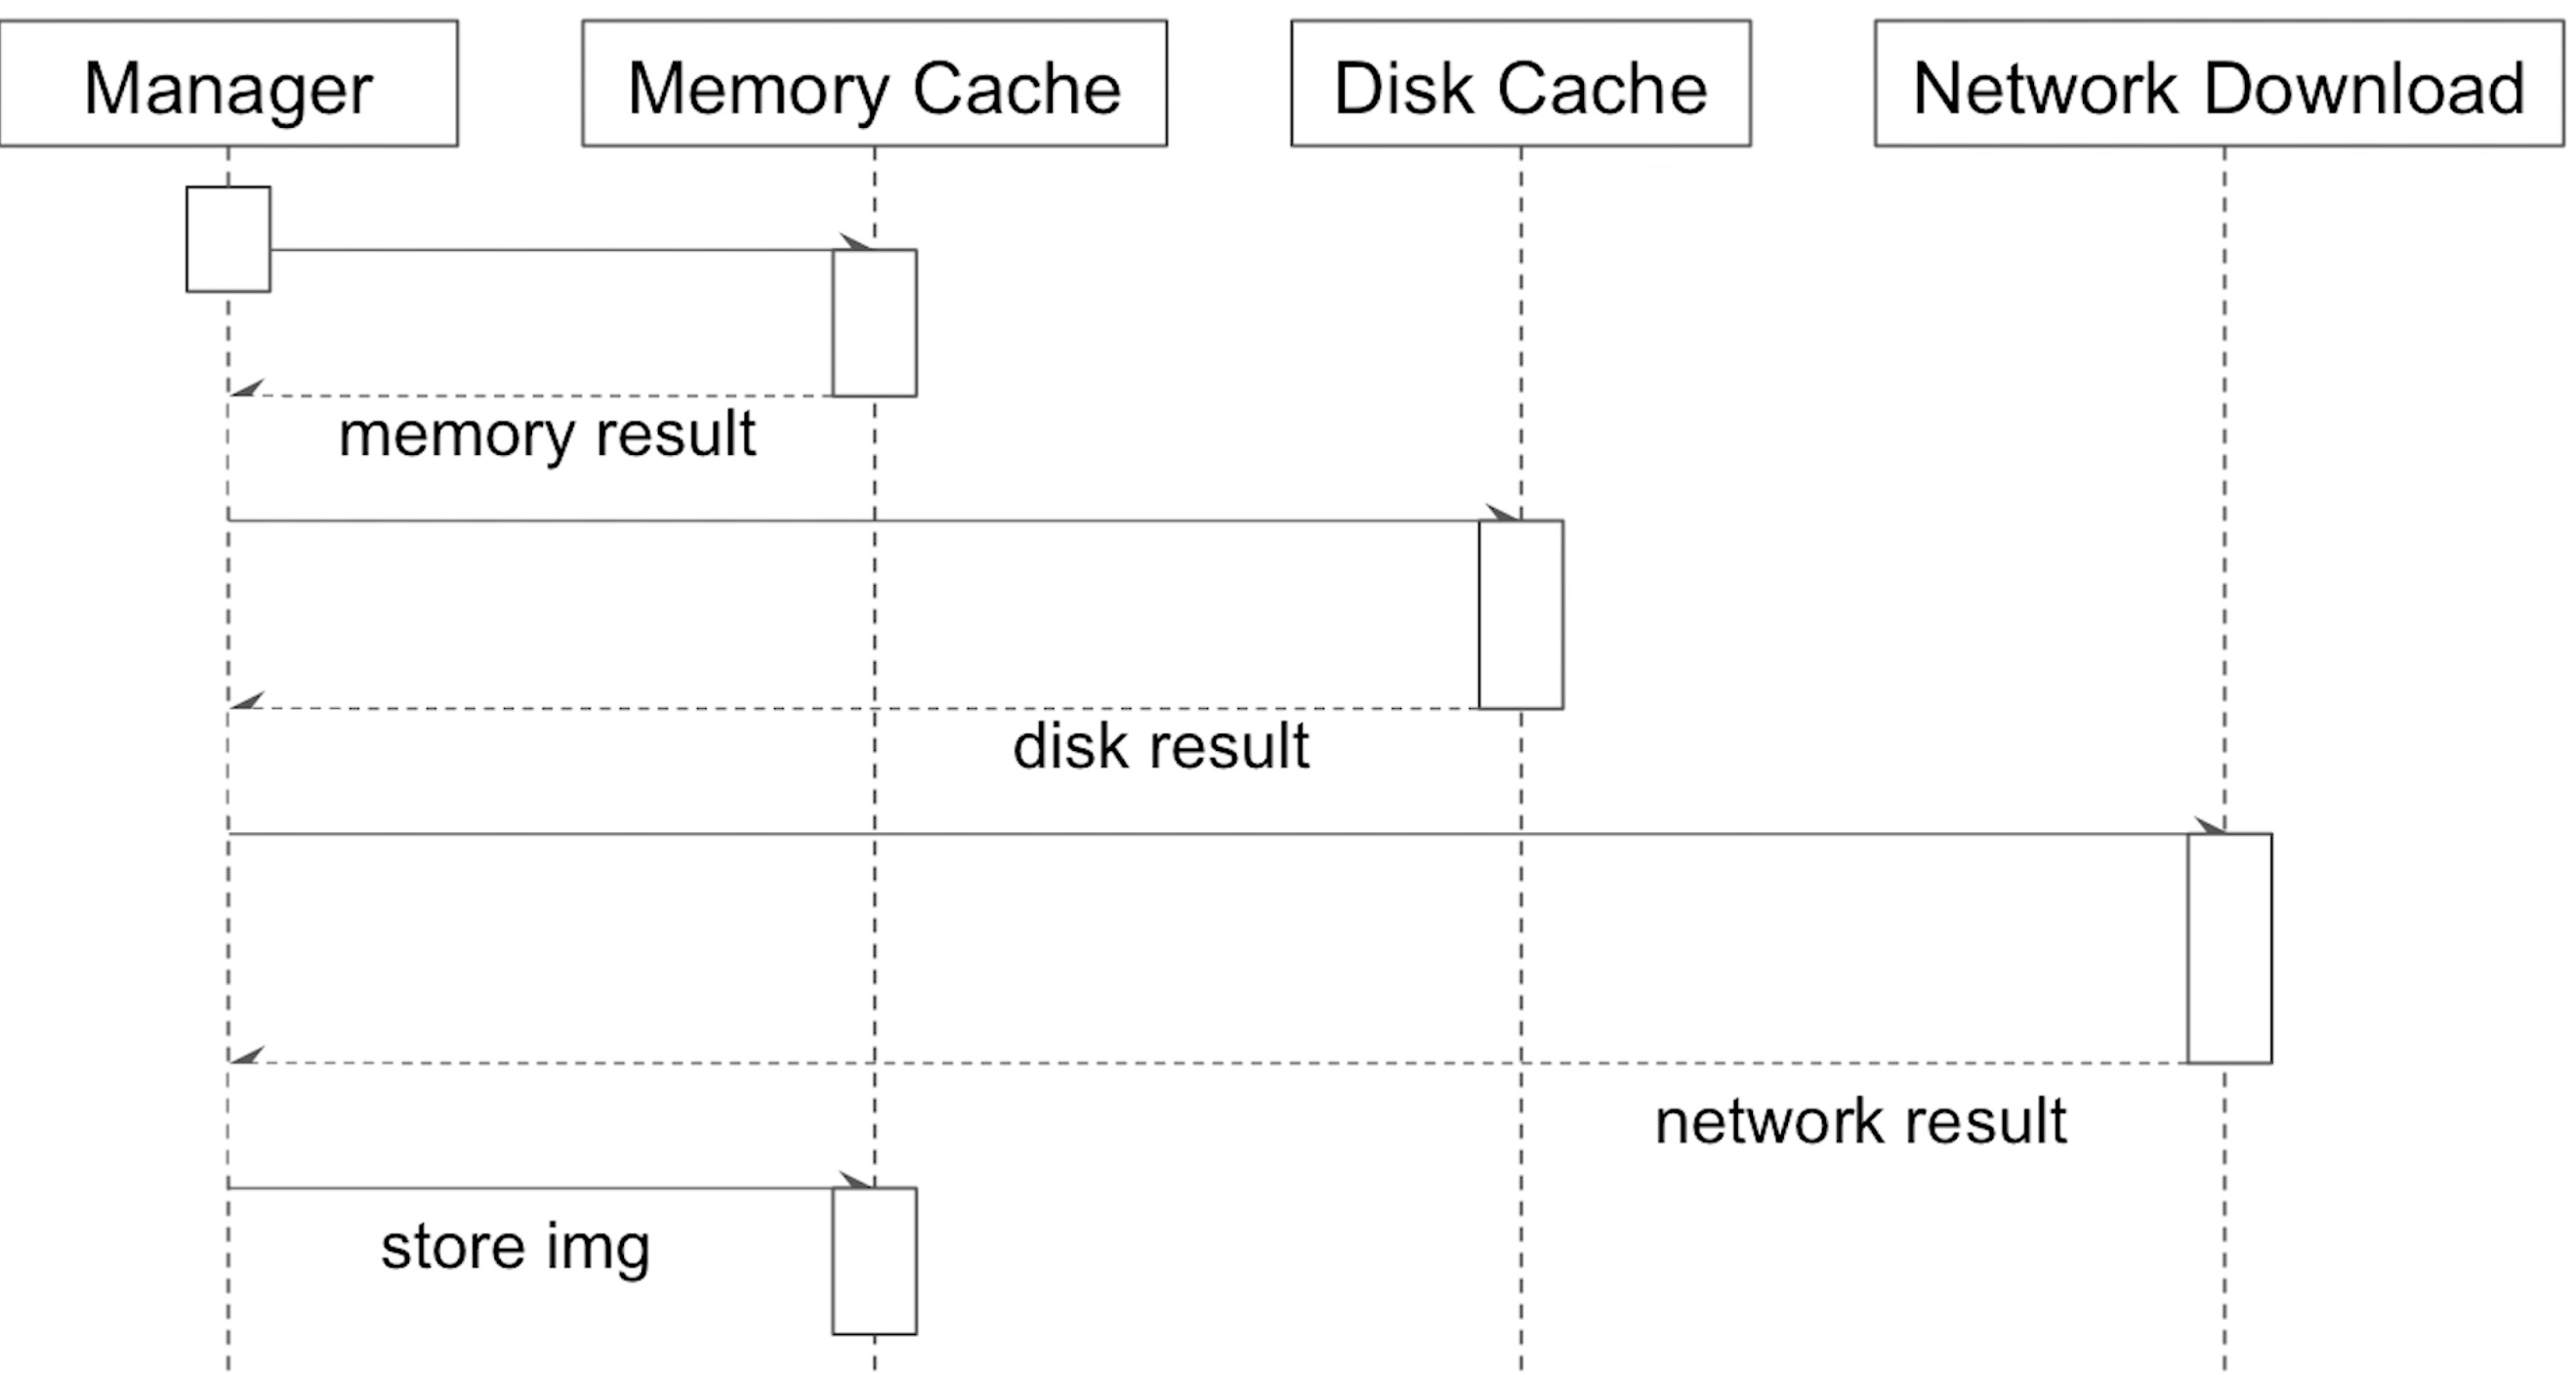 Manager
Memory Cache
Disk Cache
Network Download
memory result
disk result
network result
store img